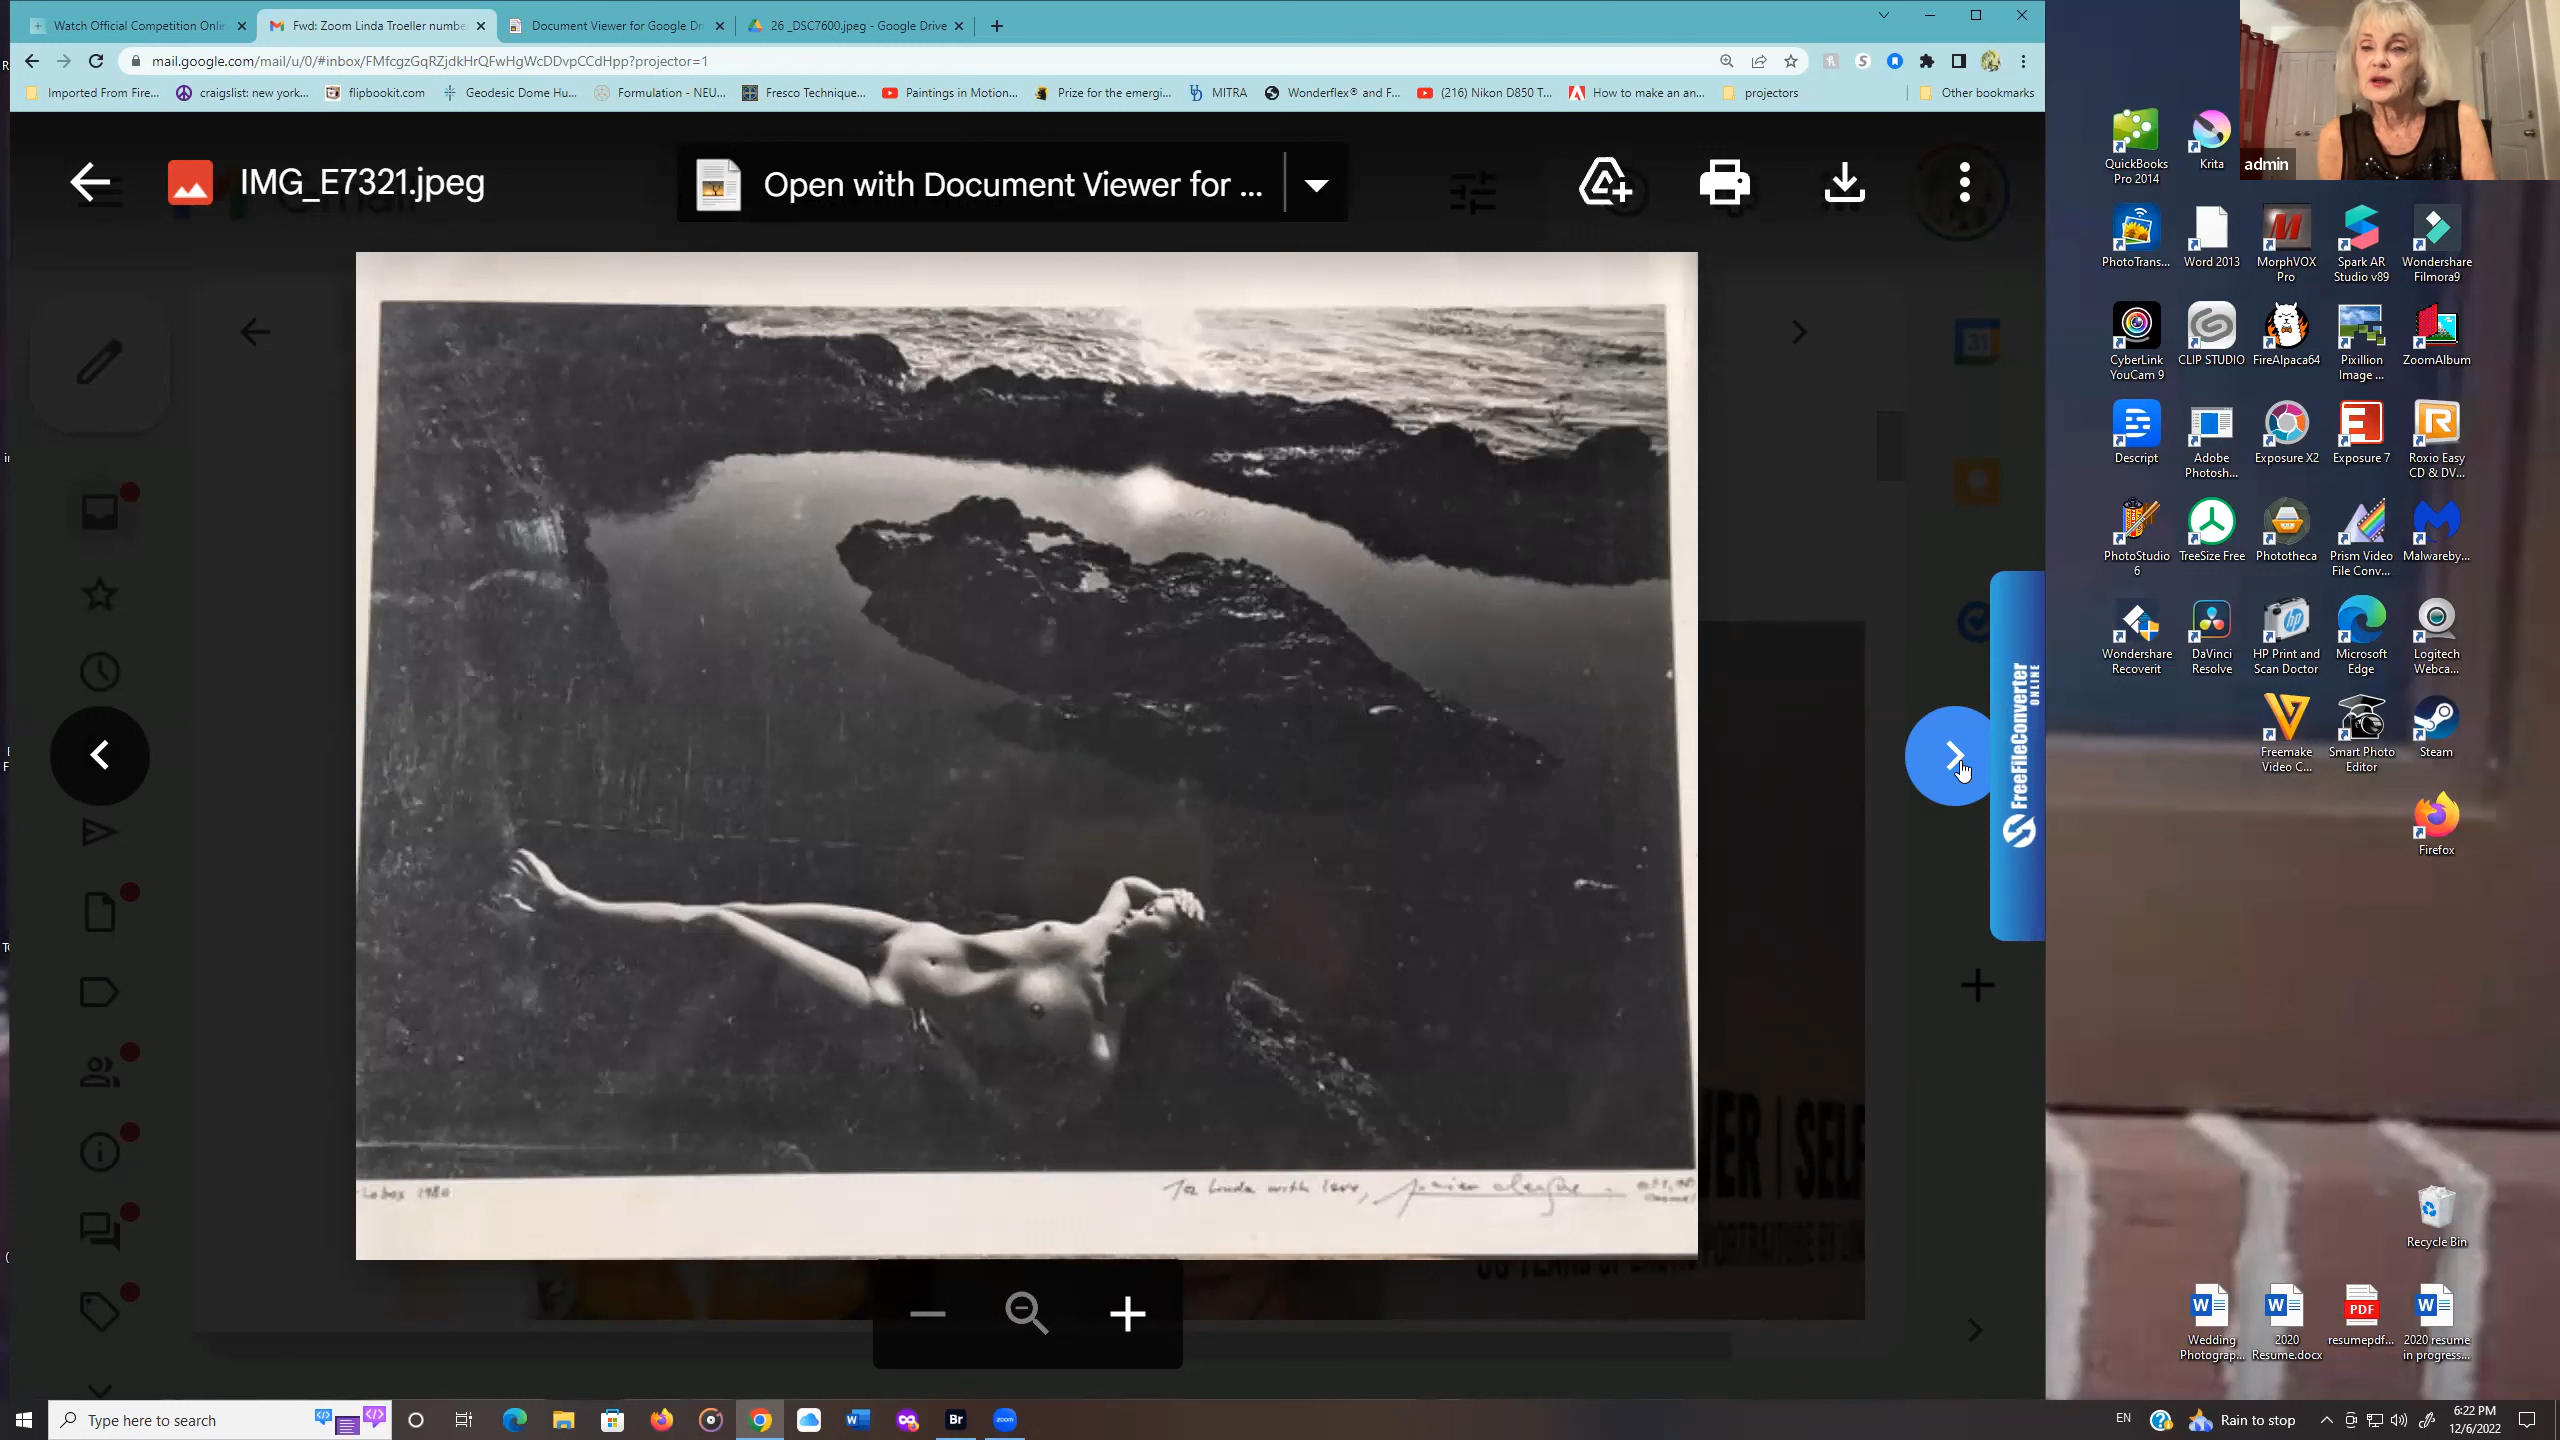 Watch Official Competition Onlin
Fwd: Zoom Linda Troeller numbe
Document Viewer for Google Dri
26 _DSC7600.jpeg - Google Drive
mail.google.com/mail/u/0/#inbox/FMfcgzGqRZjdkHrQFwHgWcDDvpCCdHpp?projector=1
Imported From Fire...
craigslist: new york...
flipbookit.com
Geodesic Dome Hu...
Formulation - NEU...
Fresco Technique...
Paintings in Motion...
Prize for the emergi...
MITRA
Wonderflex® and F...
(216) Nikon D850 T...
How to make an an...
projectors
Other bookmarks
IMG_E7321.jpeg
Open with Document Viewer for ...
admin
QuickBooks
Pro 2014
Krita
PhotoTrans...
Word 2013
MorphVOX
Pro
Spark AR
Studio v89
Wondershare
Filmora9
CyberLink
YouCam 9
CLIP STUDIO
FireAlpaca64
Pixillion
Image ...
ZoomAlbum
Descript
Adobe
Photosh...
Exposure X2
Exposure 7
Roxio Easy
CD & DV...
PhotoStudio
6
TreeSize Free
Phototheca
Prism Video
File Conv...
Malwareby...
Wondershare
Recoverit
DaVinci
Resolve
HP Print and
Scan Doctor
Microsoft
Edge
Logitech
Webca...
Freemake
Video C...
Smart Photo
Editor
Steam
Firefox
FreeFileConverter
ONLINE
31
ER | SELF
1980
To Linda with love,
Recycle Bin
Wedding
Photograp...
2020
Resume.docx
PDF
resumepdf...
2020 resume
in progress...
Type here to search
Br
zoom
EN
Rain to stop
6:22 PM
12/6/2022